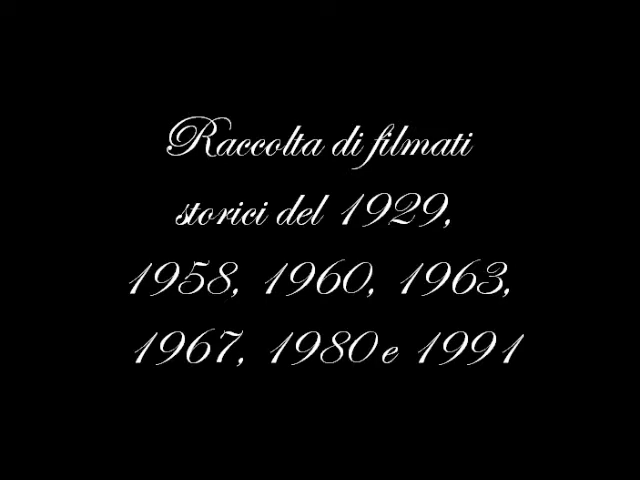 Raccolta di filmati
storici del 1929,
1958, 1960, 1963,
1967, 1980 e 1991